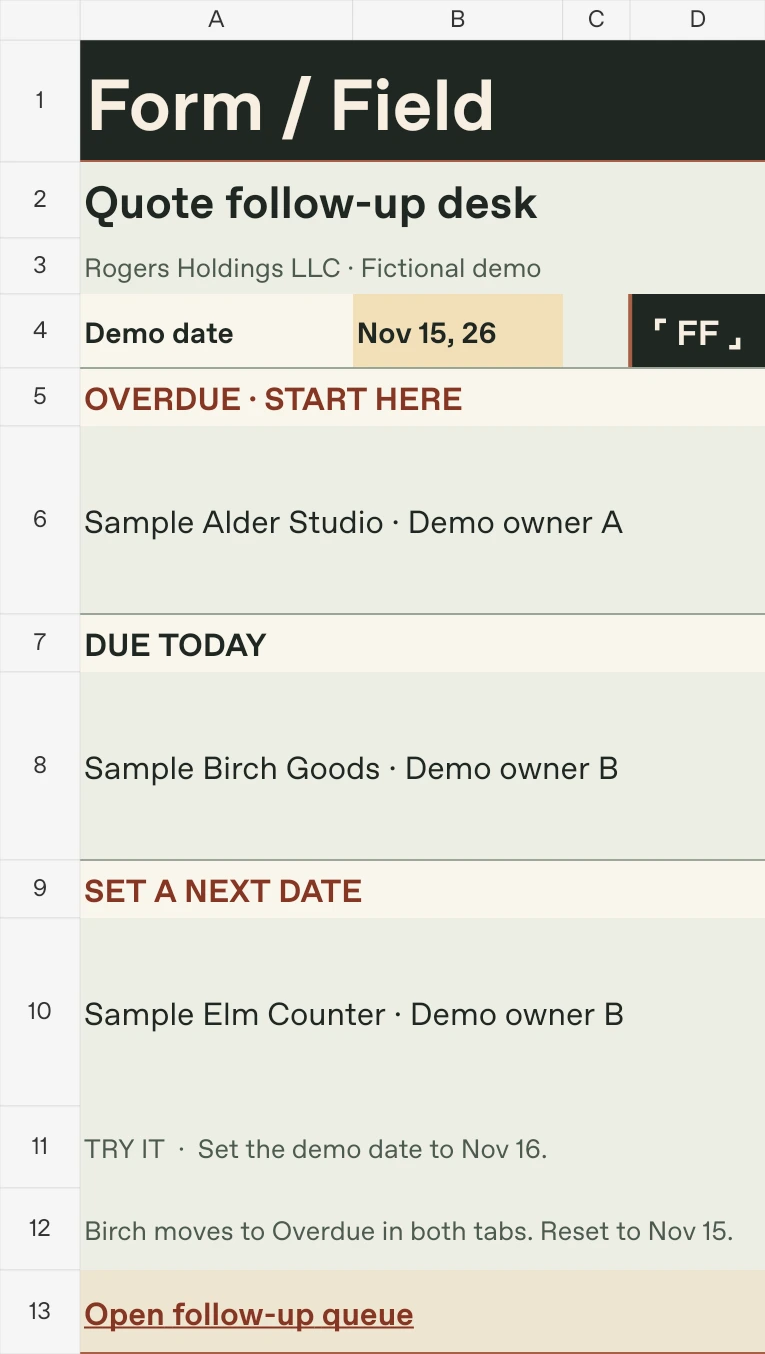 A B C D
1 Form / Field
2 Quote follow-up desk
3 Rogers Holdings LLC · Fictional demo
4 Demo date Nov 15, 26 「 FF 」
5 OVERDUE · START HERE
6 Sample Alder Studio · Demo owner A
7 DUE TODAY
8 Sample Birch Goods · Demo owner B
9 SET A NEXT DATE
10 Sample Elm Counter · Demo owner B
11 TRY IT · Set the demo date to Nov 16.
12 Birch moves to Overdue in both tabs. Reset to Nov 15.
13 Open follow-up queue